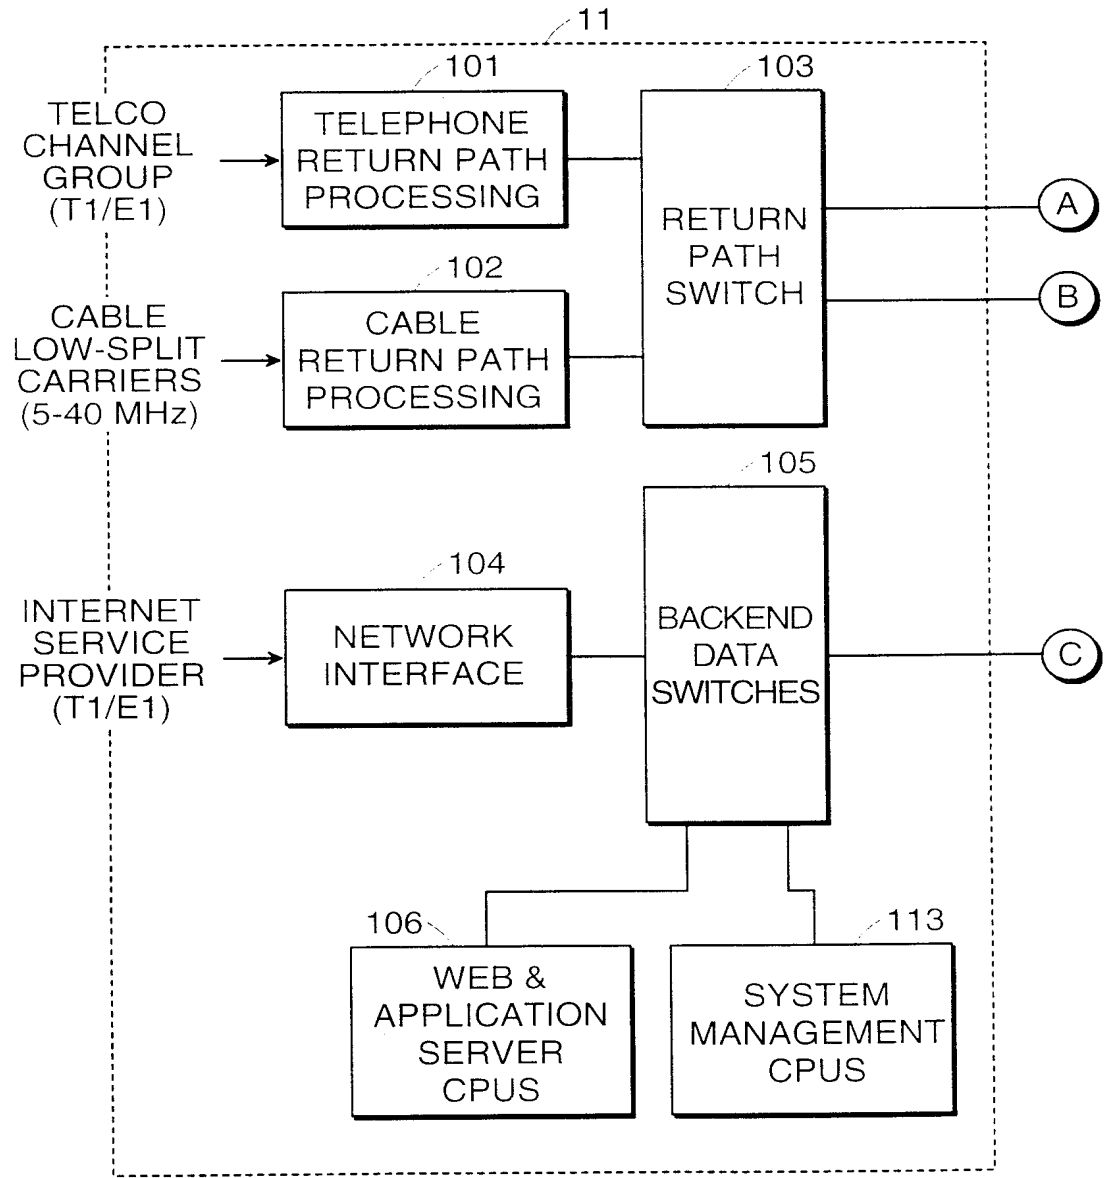 11
101
103
TELCO
CHANNEL
GROUP
(T1/E1)
TELEPHONE
RETURN PATH
PROCESSING
RETURN
PATH
SWITCH
A
B
102
CABLE
LOW-SPLIT
CARRIERS
(5-40 MHz)
CABLE
RETURN PATH
PROCESSING
105
104
INTERNET
SERVICE
PROVIDER
(T1/E1)
NETWORK
INTERFACE
BACKEND
DATA
SWITCHES
C
106
113
WEB &
APPLICATION
SERVER
CPUS
SYSTEM
MANAGEMENT
CPUS